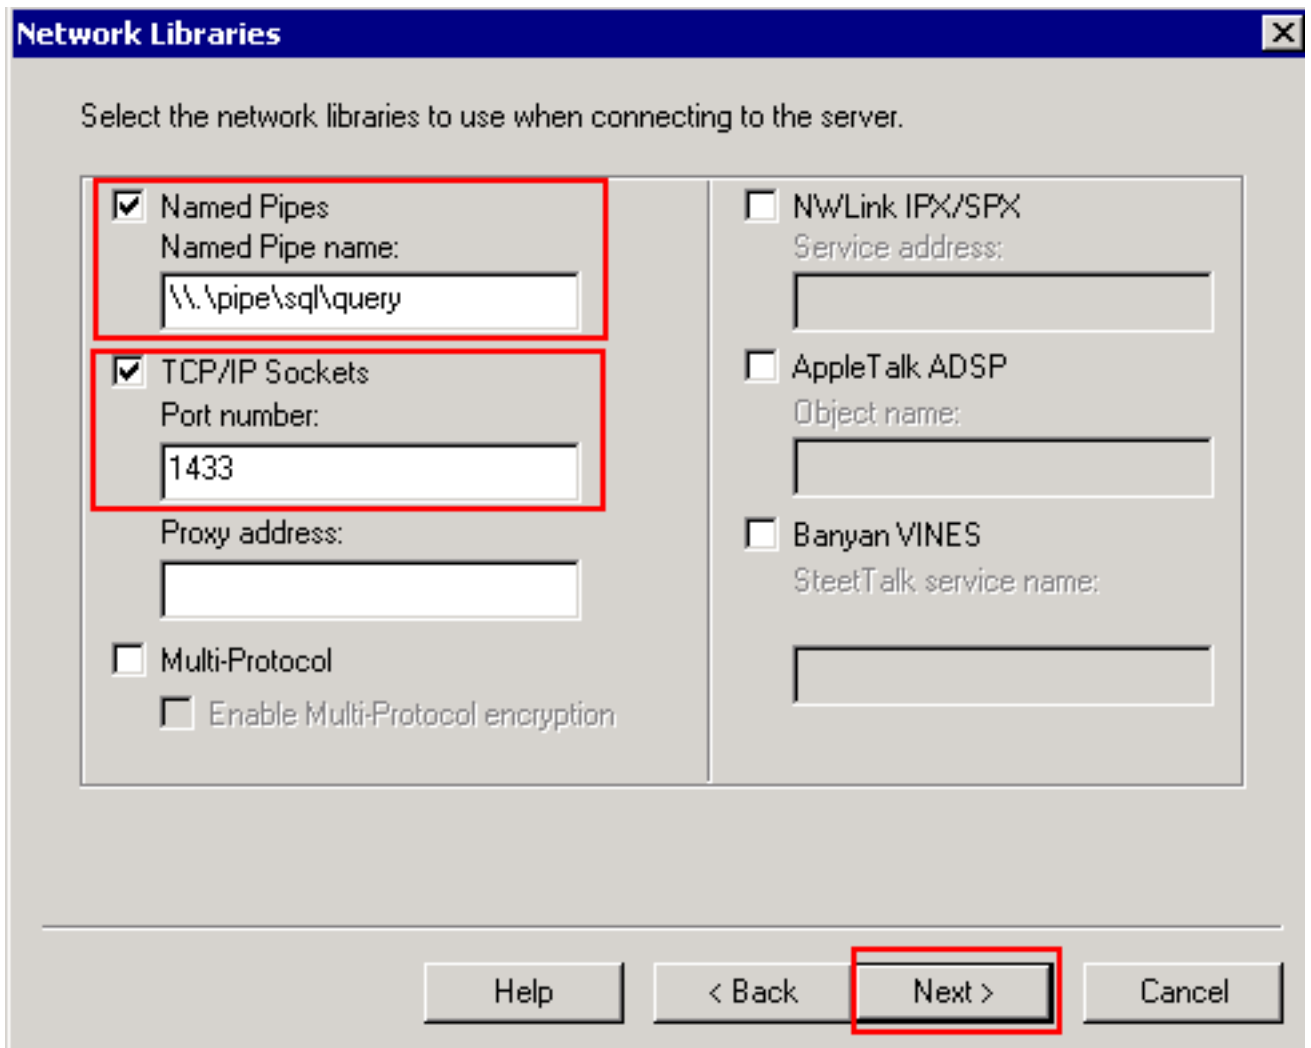 Network Libraries
Select the network libraries to use when connecting to the server.
Named Pipes
Named Pipe name:
\\.\pipe\sql\query
TCP/IP Sockets
Port number:
1433
Proxy address:
Multi-Protocol
Enable Multi-Protocol encryption
NWLink IPX/SPX
Service address:
AppleTalk ADSP
Object name:
Banyan VINES
SteetTalk service name:
Help
< Back
Next >
Cancel